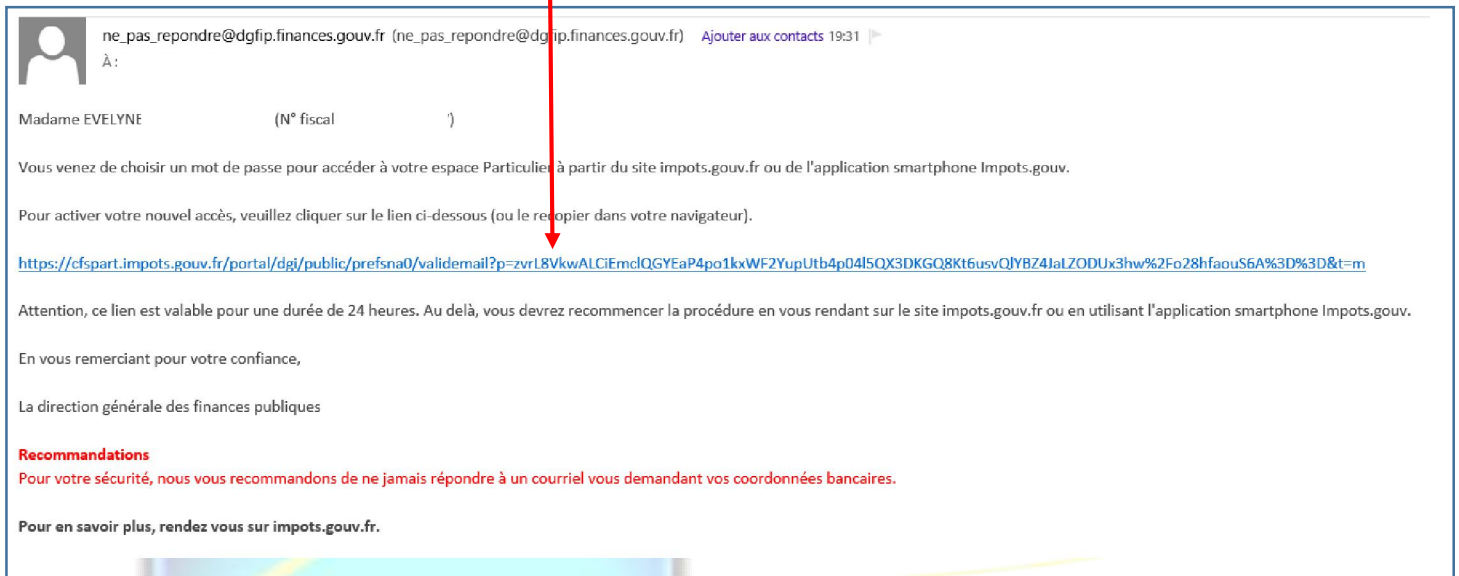 ne_pas_repondre@dgfip.finances.gouv.fr (ne_pas_repondre@dgfip.finances.gouv.fr) Ajouter aux contacts 19:31
À :
Madame EVELYNE (N° fiscal )
Vous venez de choisir un mot de passe pour accéder à votre espace Particulier à partir du site impots.gouv.fr ou de l'application smartphone Impots.gouv.
Pour activer votre nouvel accès, veuillez cliquer sur le lien ci-dessous (ou le recopier dans votre navigateur).
https://cfspart.impots.gouv.fr/portal/dgi/public/prefsna0/validemail?p=zvrL8VkwALCiEmclQGYEaP4po1kxWF2YupUtb4p04l5QX3DKGQ8Kt6usvQlYBZ4JaLZODUx3hw%2Fo28hfaouS6A%3D%3D&t=m
Attention, ce lien est valable pour une durée de 24 heures. Au delà, vous devrez recommencer la procédure en vous rendant sur le site impots.gouv.fr ou en utilisant l'application smartphone Impots.gouv.
En vous remerciant pour votre confiance,
La direction générale des finances publiques
Recommandations
Pour votre sécurité, nous vous recommandons de ne jamais répondre à un courriel vous demandant vos coordonnées bancaires.
Pour en savoir plus, rendez vous sur impots.gouv.fr.